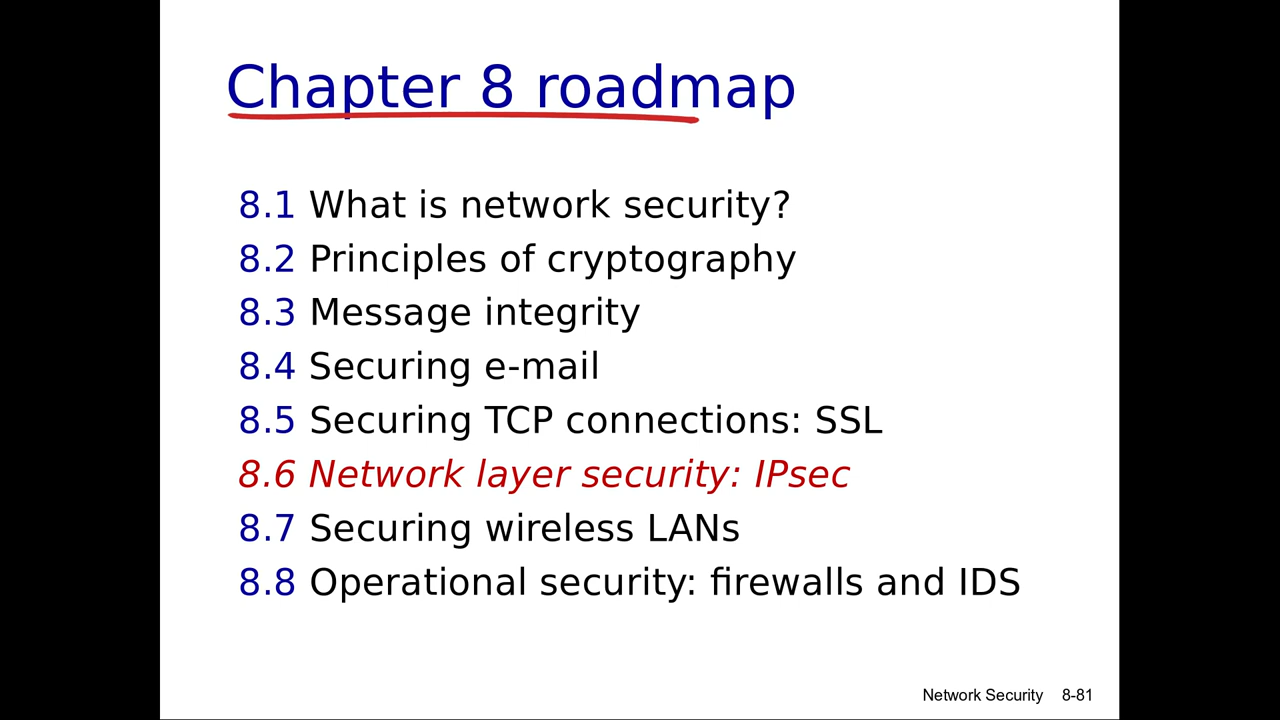 Chapter 8 roadmap
8.1 What is network security?
8.2 Principles of cryptography
8.3 Message integrity
8.4 Securing e-mail
8.5 Securing TCP connections: SSL
8.6 Network layer security: IPsec
8.7 Securing wireless LANs
8.8 Operational security: firewalls and IDS
Network Security 8-81